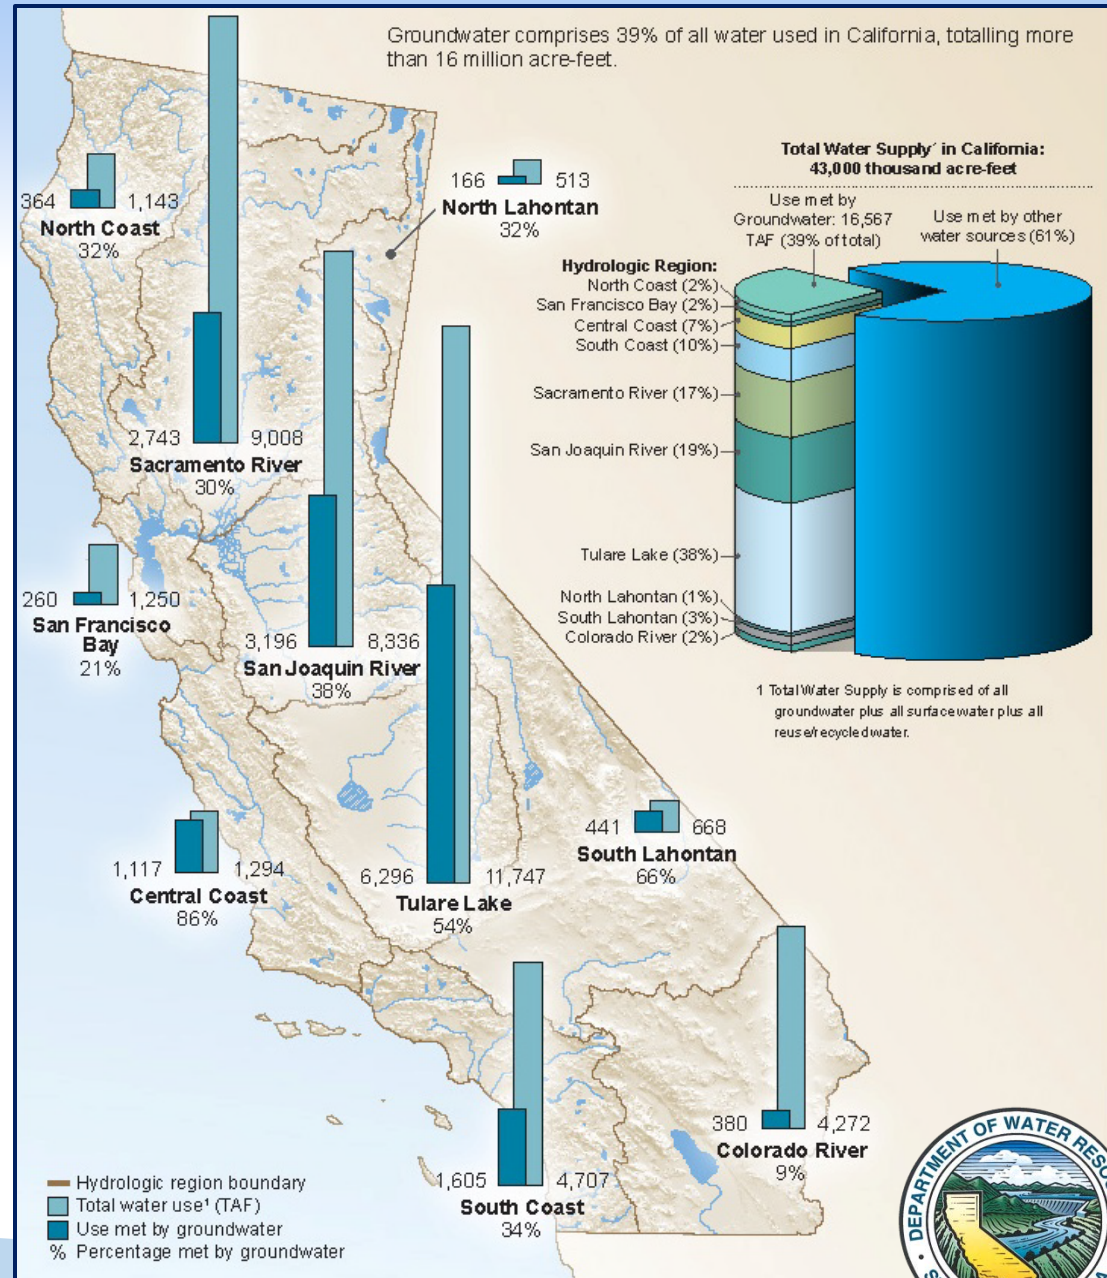 Groundwater comprises 39% of all water used in California, totalling more
than 16 million acre-feet.
364 1,143
North Coast
32%
166 513
North Lahontan
32%
2,743 9,008
Sacramento River
30%
260 1,250
San Francisco
Bay
21%
3,196 8,336
San Joaquin River
38%
1,117 1,294
Central Coast
86%
6,296 11,747
Tulare Lake
54%
441 668
South Lahontan
66%
1,605 4,707
South Coast
34%
380 4,272
Colorado River
9%
Total Water Supply¹ in California:
43,000 thousand acre-feet
Use met by
Groundwater: 16,567
TAF (39% of total)
Use met by other
water sources (61%)
Hydrologic Region:
North Coast (2%)
San Francisco Bay (2%)
Central Coast (7%)
South Coast (10%)
Sacramento River (17%)
San Joaquin River (19%)
Tulare Lake (38%)
North Lahontan (1%)
South Lahontan (3%)
Colorado River (2%)
1 Total Water Supply is comprised of all
groundwater plus all surface water plus all
reuse/recycled water.
Hydrologic region boundary
Total water use¹ (TAF)
Use met by groundwater
% Percentage met by groundwater
DEPARTMENT OF WATER RESO